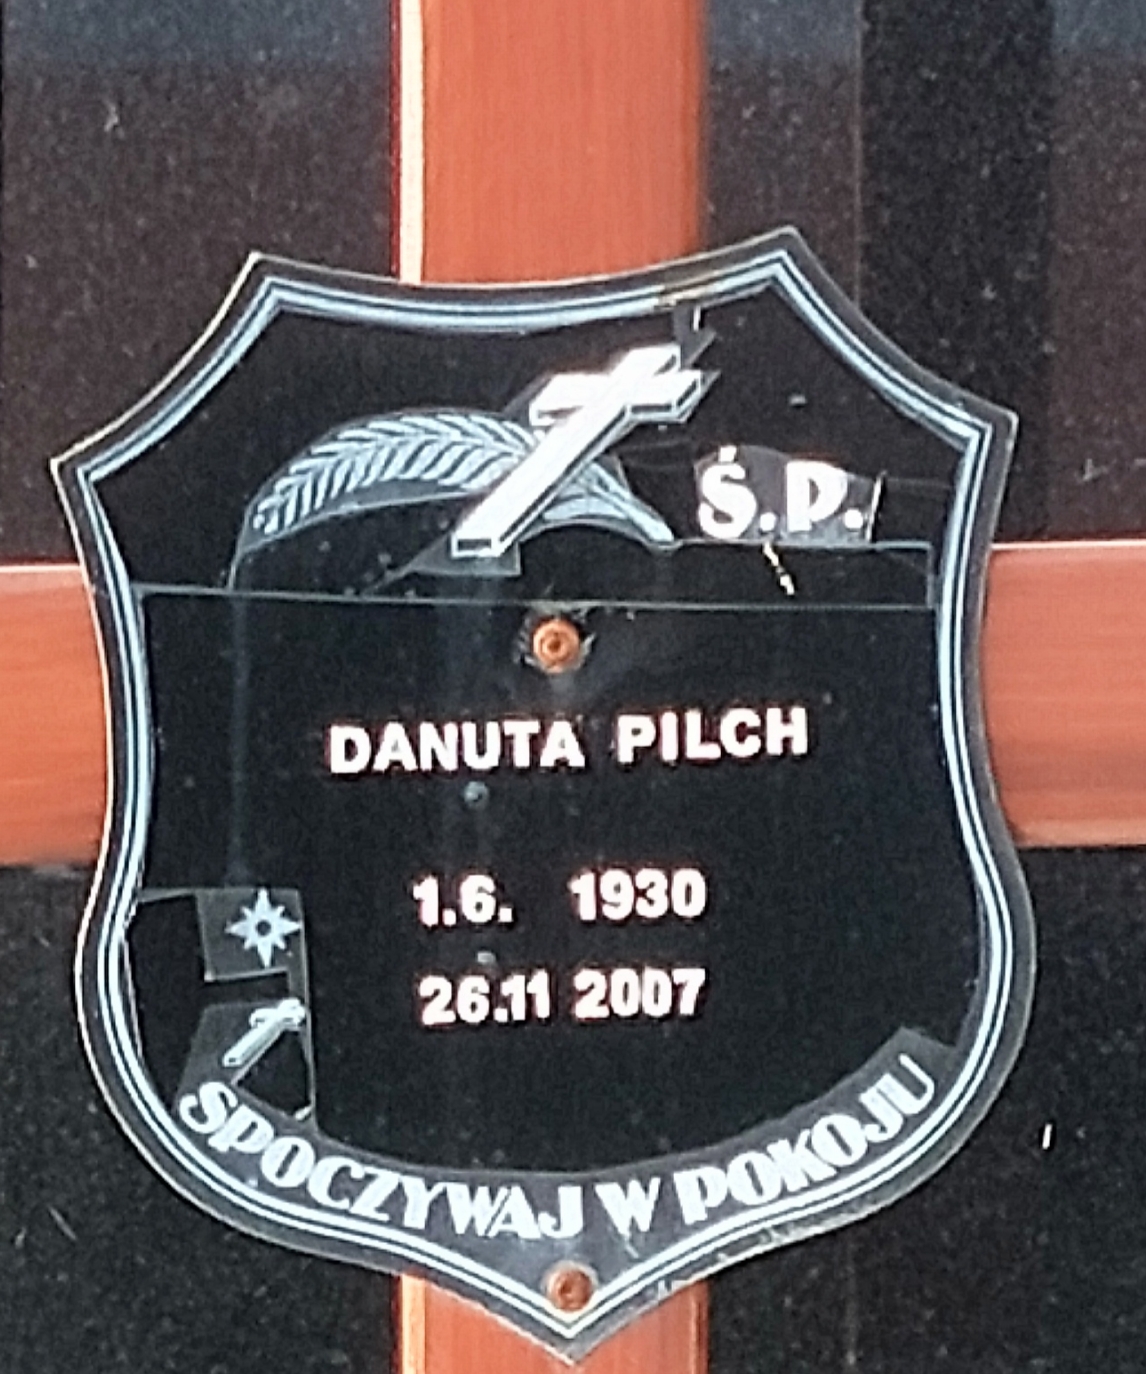 Ś.P.
DANUTA PILCH
1.6. 1930
26.11 2007
SPOCZYWAJ W POKOJU